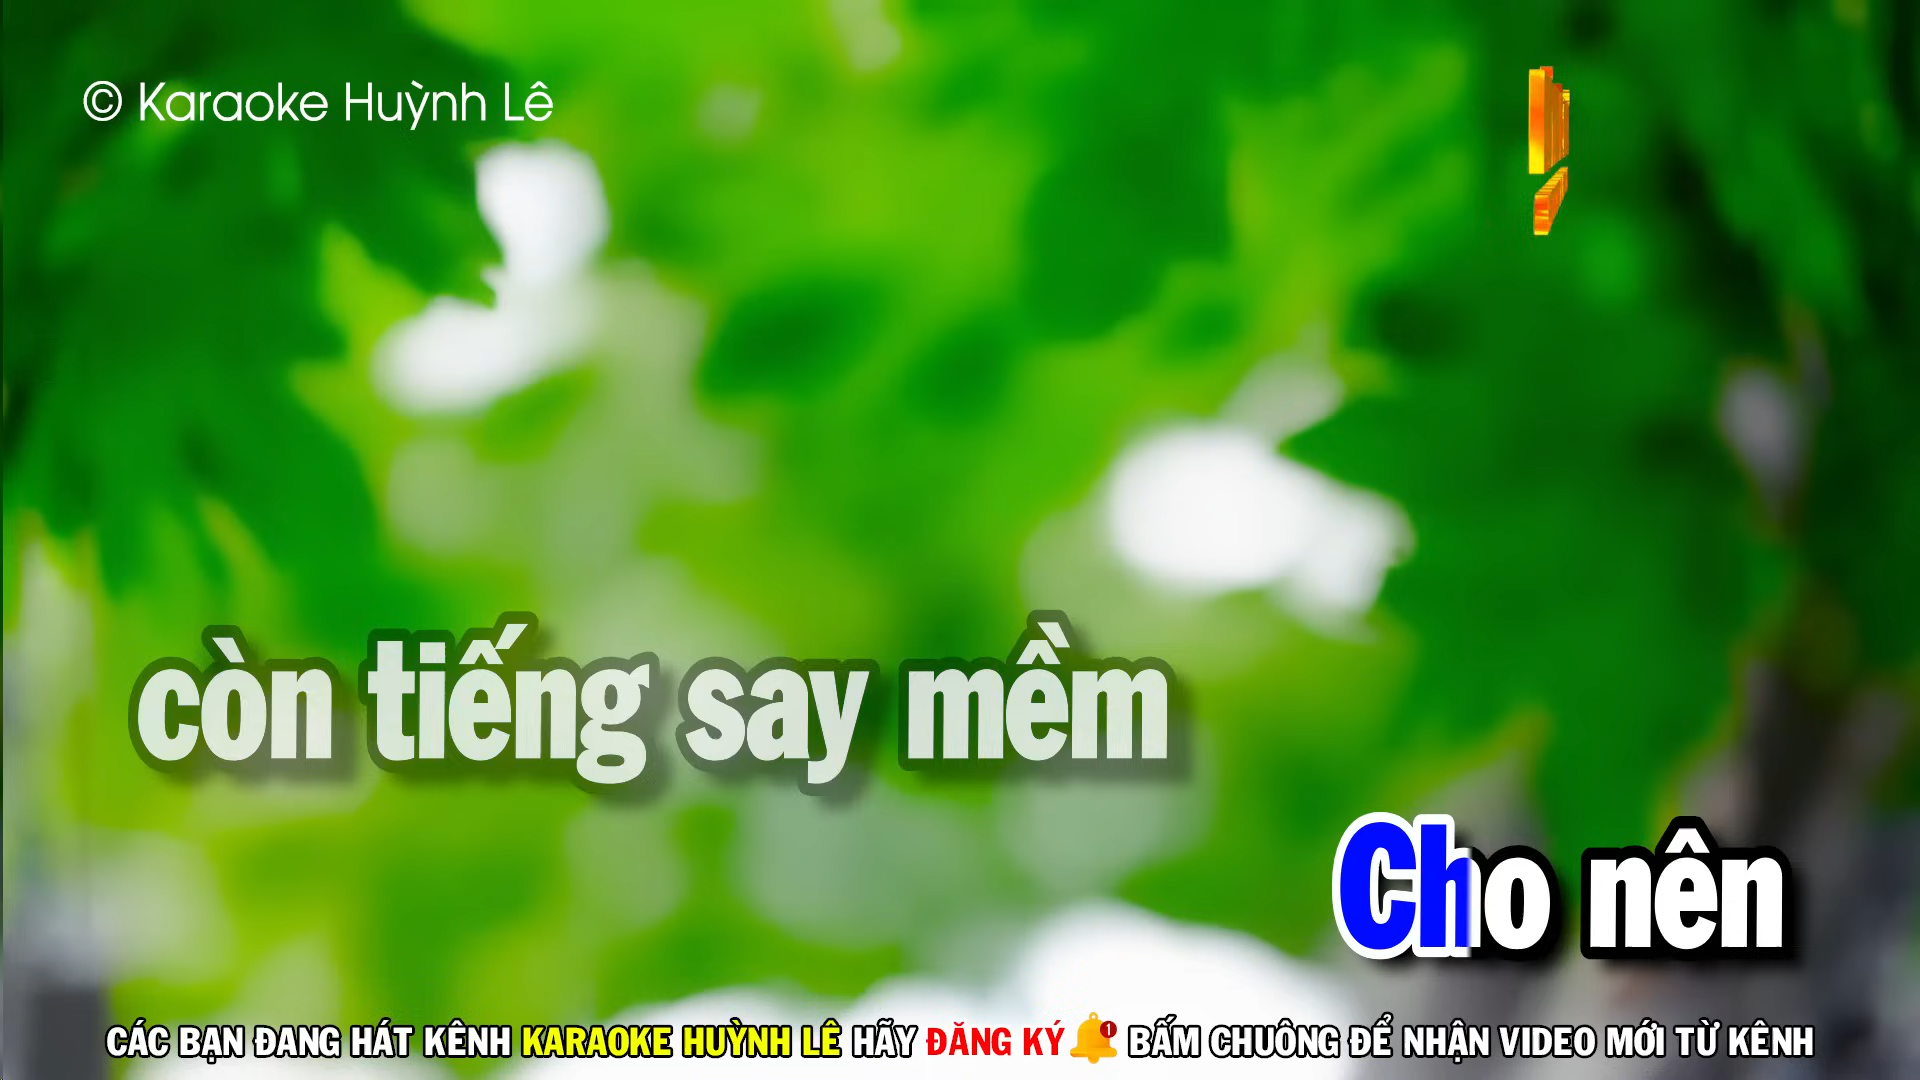 © Karaoke Huỳnh Lê
còn tiếng say mềm
Cho nên
CÁC BẠN ĐANG HÁT KÊNH KARAOKE HUỲNH LÊ HÃY ĐĂNG KÝ 1 BẤM CHUÔNG ĐỂ NHẬN VIDEO MỚI TỪ KÊNH